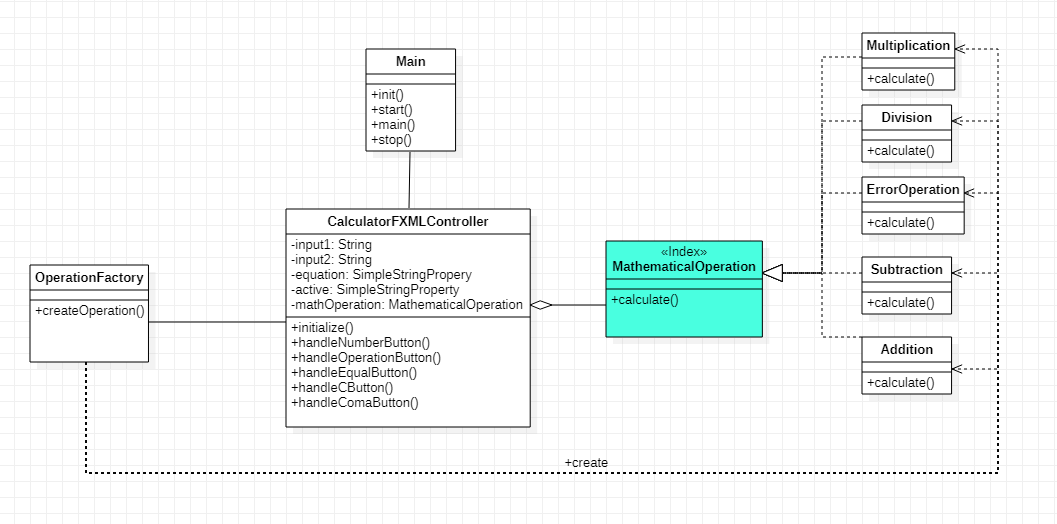 Main
+init()
+start()
+main()
+stop()
CalculatorFXMLController
-input1: String
-input2: String
-equation: SimpleStringPropery
-active: SimpleStringProperty
-mathOperation: MathematicalOperation
+initialize()
+handleNumberButton()
+handleOperationButton()
+handleEqualButton()
+handleCButton()
+handleComaButton()
OperationFactory
+createOperation()
«Index»
MathematicalOperation
+calculate()
Multiplication
+calculate()
Division
+calculate()
ErrorOperation
+calculate()
Subtraction
+calculate()
Addition
+calculate()
+create